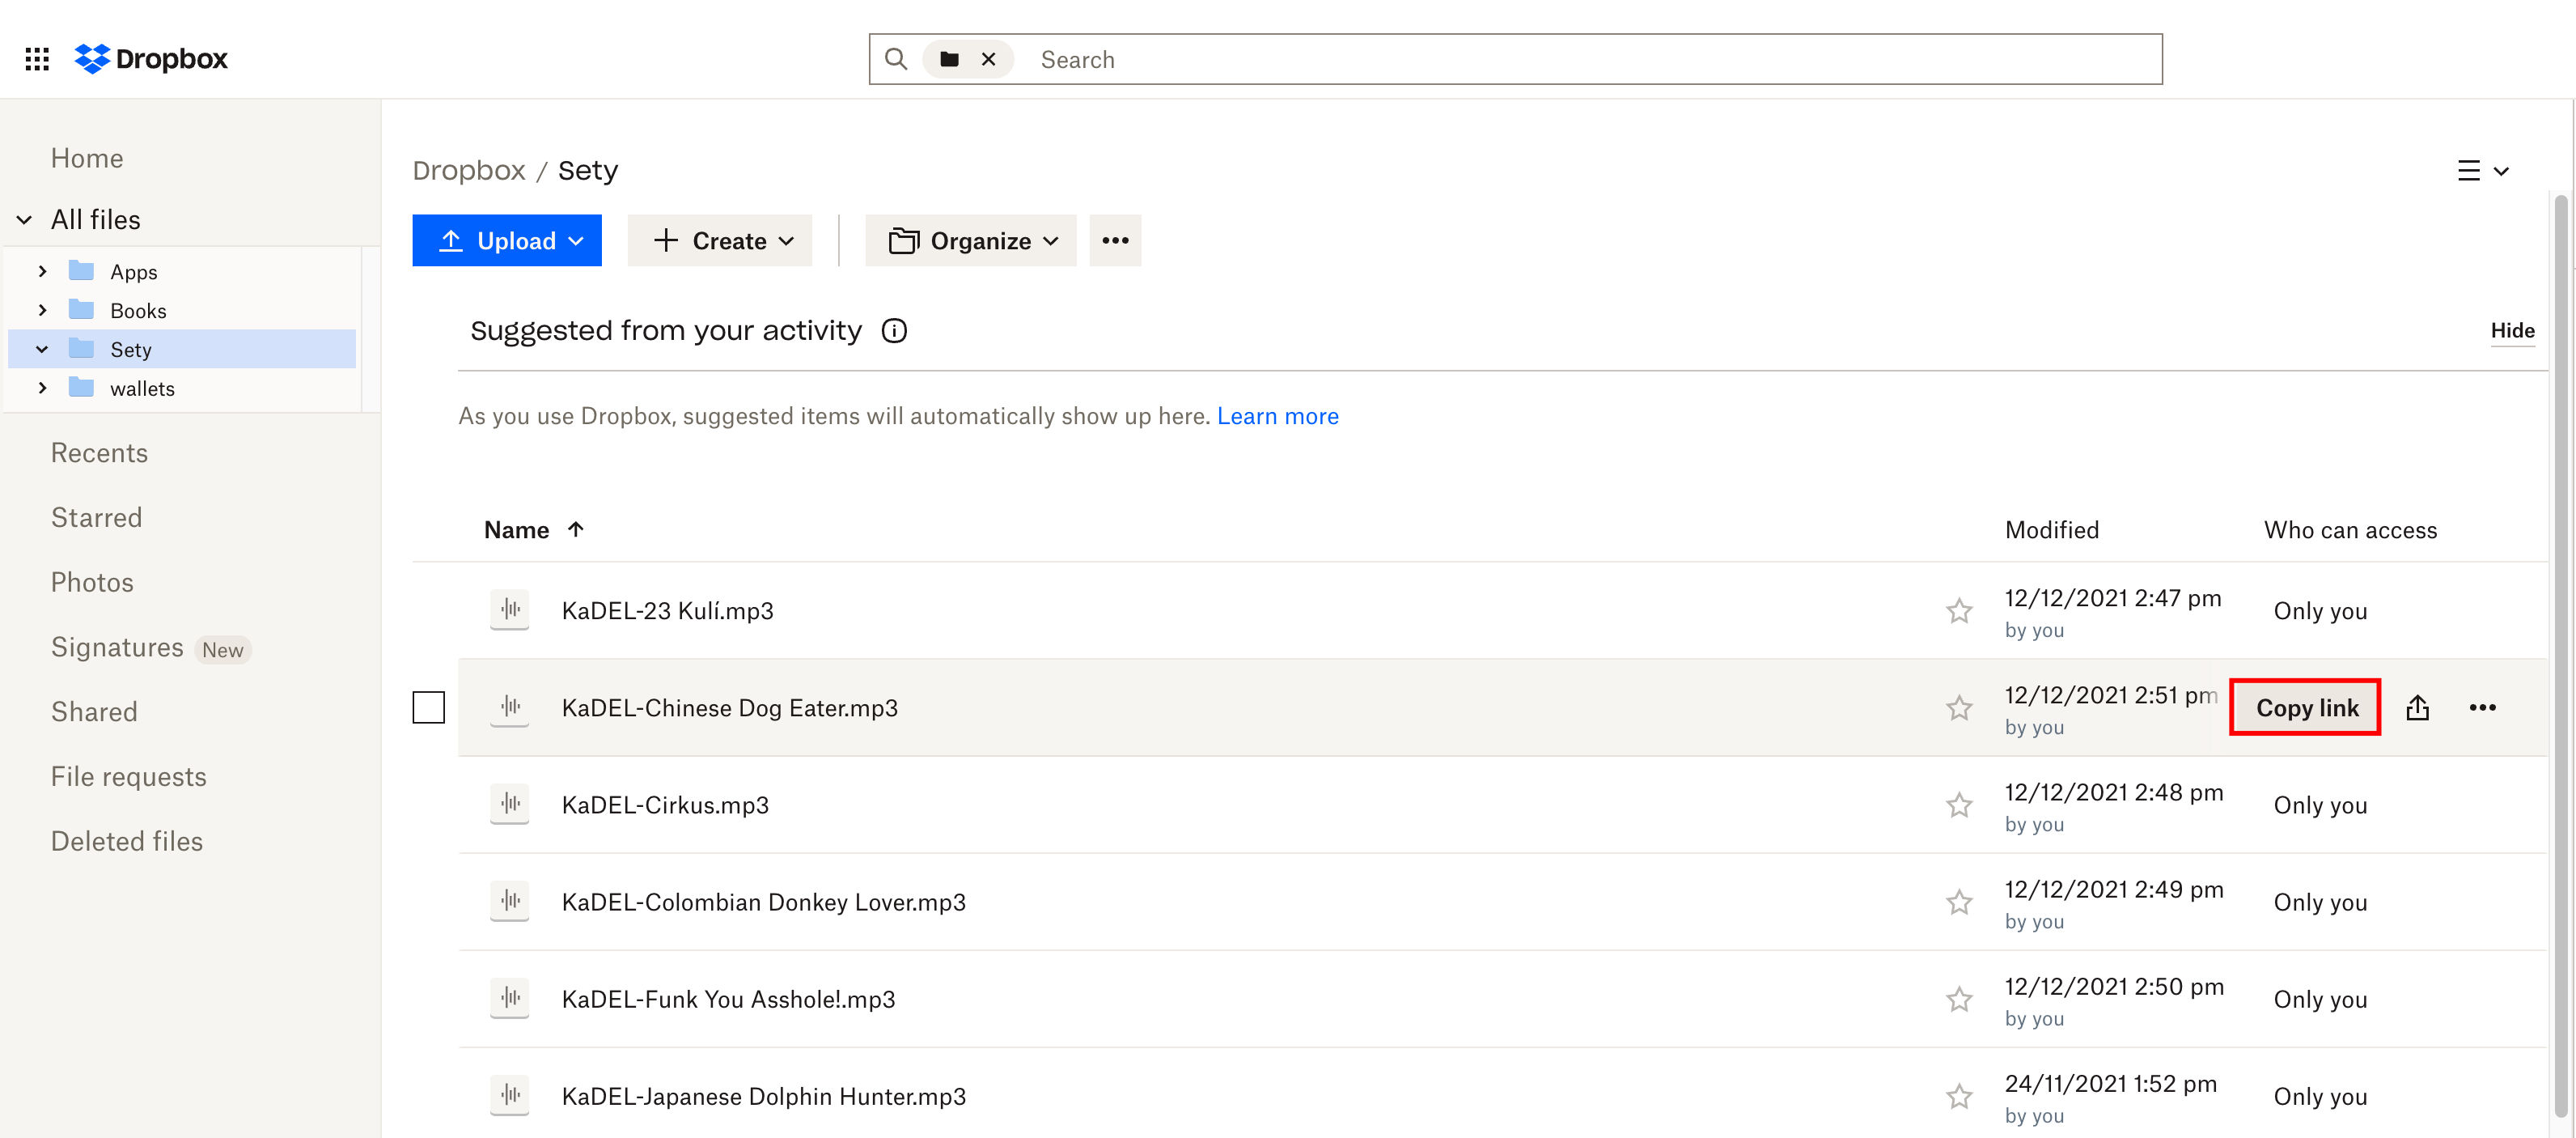 Dropbox
Search
Home
All files
Apps
Books
Sety
wallets
Recents
Starred
Photos
Signatures New
Shared
File requests
Deleted files
Dropbox / Sety
Upload Create Organize
Suggested from your activity Hide
As you use Dropbox, suggested items will automatically show up here. Learn more
Name Modified Who can access
KaDEL-23 Kulí.mp3 12/12/2021 2:47 pm Only you
by you
KaDEL-Chinese Dog Eater.mp3 12/12/2021 2:51 pm Copy link
by you
KaDEL-Cirkus.mp3 12/12/2021 2:48 pm Only you
by you
KaDEL-Colombian Donkey Lover.mp3 12/12/2021 2:49 pm Only you
by you
KaDEL-Funk You Asshole!.mp3 12/12/2021 2:50 pm Only you
by you
KaDEL-Japanese Dolphin Hunter.mp3 24/11/2021 1:52 pm Only you
by you